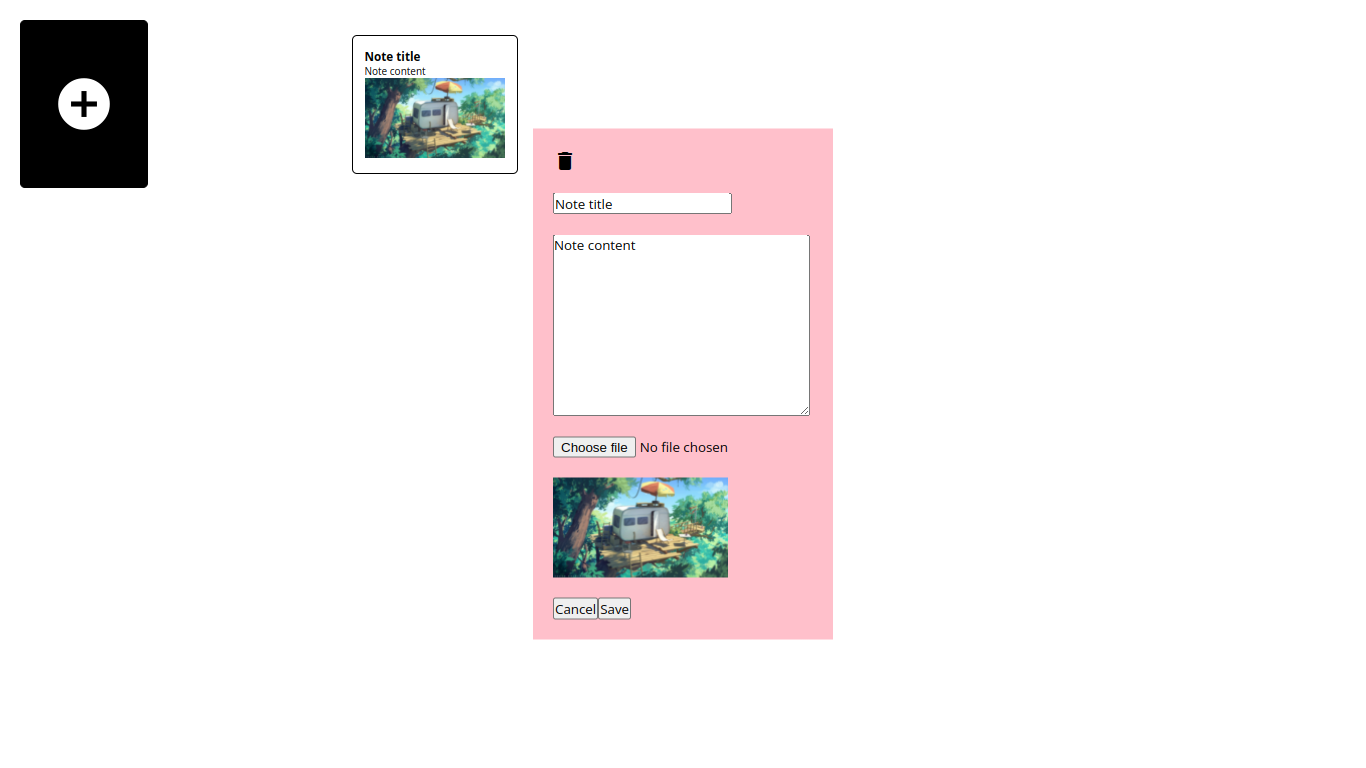 Note title
Note content
Note title
Note content
Choose file No file chosen
Cancel Save